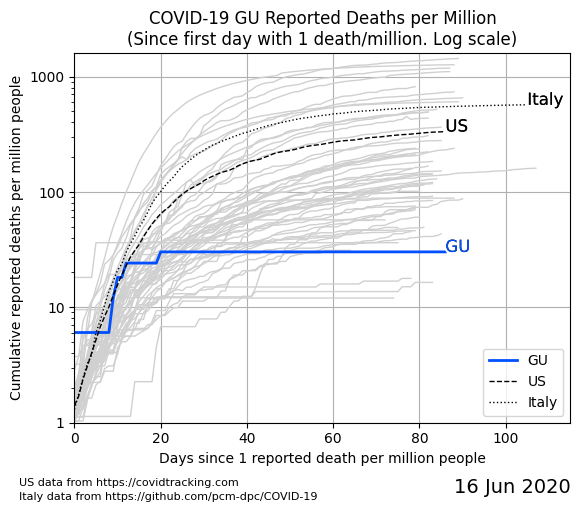 COVID-19 GU Reported Deaths per Million
(Since first day with 1 death/million. Log scale)
Cumulative reported deaths per million people
1000
100
10
1
Italy
US
GU
GU
US
Italy
0 20 40 60 80 100
Days since 1 reported death per million people
US data from https://covidtracking.com
Italy data from https://github.com/pcm-dpc/COVID-19
16 Jun 2020